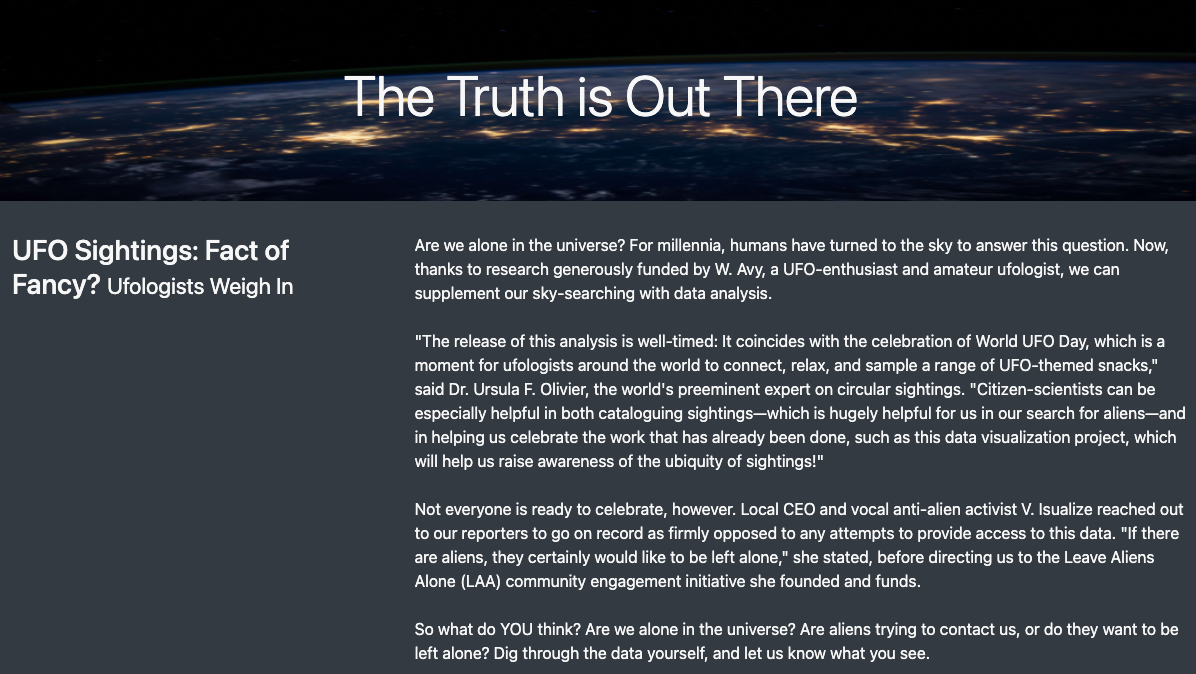 The Truth is Out There
UFO Sightings: Fact of
Fancy? Ufologists Weigh In
Are we alone in the universe? For millennia, humans have turned to the sky to answer this question. Now,
thanks to research generously funded by W. Avy, a UFO-enthusiast and amateur ufologist, we can
supplement our sky-searching with data analysis.
"The release of this analysis is well-timed: It coincides with the celebration of World UFO Day, which is a
moment for ufologists around the world to connect, relax, and sample a range of UFO-themed snacks,"
said Dr. Ursula F. Olivier, the world's preeminent expert on circular sightings. "Citizen-scientists can be
especially helpful in both cataloguing sightings—which is hugely helpful for us in our search for aliens—and
in helping us celebrate the work that has already been done, such as this data visualization project, which
will help us raise awareness of the ubiquity of sightings!"
Not everyone is ready to celebrate, however. Local CEO and vocal anti-alien activist V. Isualize reached out
to our reporters to go on record as firmly opposed to any attempts to provide access to this data. "If there
are aliens, they certainly would like to be left alone," she stated, before directing us to the Leave Aliens
Alone (LAA) community engagement initiative she founded and funds.
So what do YOU think? Are we alone in the universe? Are aliens trying to contact us, or do they want to be
left alone? Dig through the data yourself, and let us know what you see.